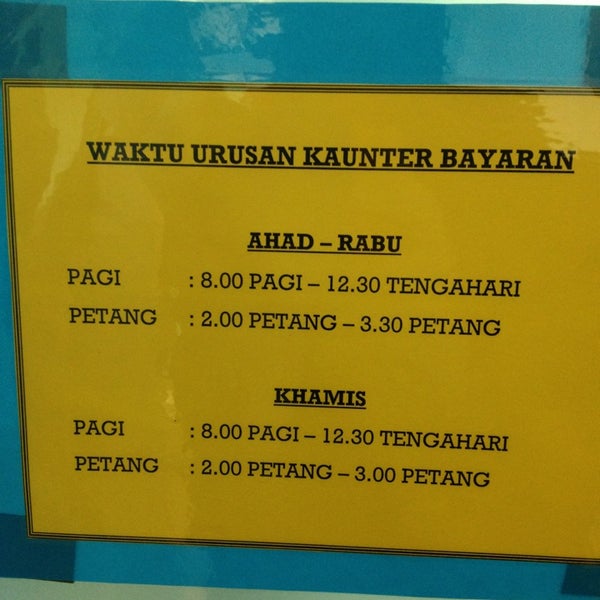 WAKTU URUSAN KAUNTER BAYARAN
AHAD – RABU
PAGI : 8.00 PAGI – 12.30 TENGAHARI
PETANG : 2.00 PETANG – 3.30 PETANG
KHAMIS
PAGI : 8.00 PAGI – 12.30 TENGAHARI
PETANG : 2.00 PETANG – 3.00 PETANG